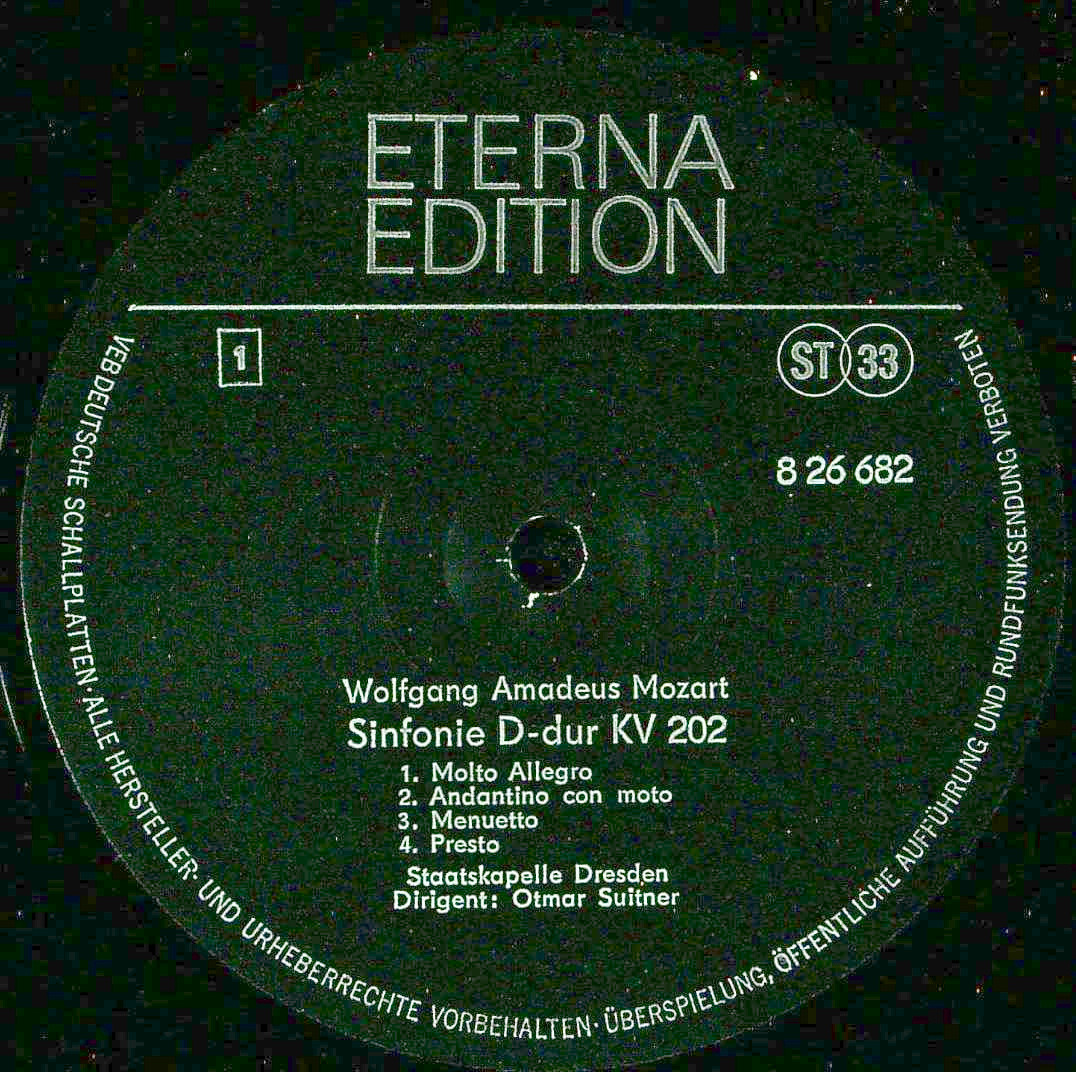 ETERNA
EDITION
1
ST 33
8 26 682
Wolfgang Amadeus Mozart
Sinfonie D-dur KV 202
1. Molto Allegro
2. Andantino con moto
3. Menuetto
4. Presto
Staatskapelle Dresden
Dirigent: Otmar Suitner
VEB DEUTSCHE SCHALLPLATTEN · ALLE HERSTELLER- UND URHEBERRECHTE VORBEHALTEN · ÜBERSPIELUNG, ÖFFENTLICHE AUFFÜHRUNG UND RUNDFUNKSENDUNG VERBOTEN